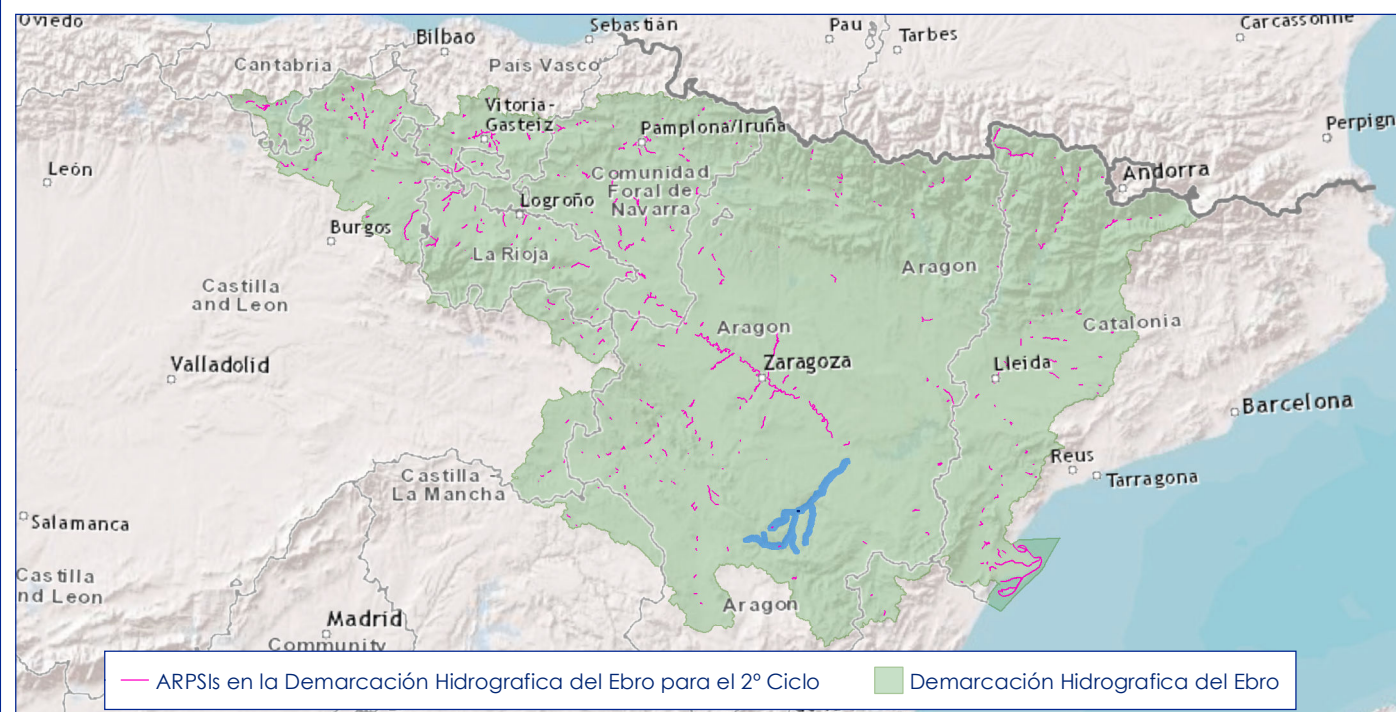 Oviedo
Bilbao
Sebastián
Pau
Tarbes
Carcassonne
Cantabria
País Vasco
Vitoria-
Gasteiz
Pamplona/Iruña
Perpign
León
Comunidad
Foral de
Navarra
Andorra
Logroño
Burgos
La Rioja
Aragon
Castilla
and Leon
Aragon
Catalonia
Valladolid
Zaragoza
Lleida
Barcelona
Castilla
La Mancha
Reus
Tarragona
Salamanca
Castilla
nd Leon
Aragon
Madrid
Community
ARPSIs en la Demarcación Hidrografica del Ebro para el 2º Ciclo
Demarcación Hidrografica del Ebro